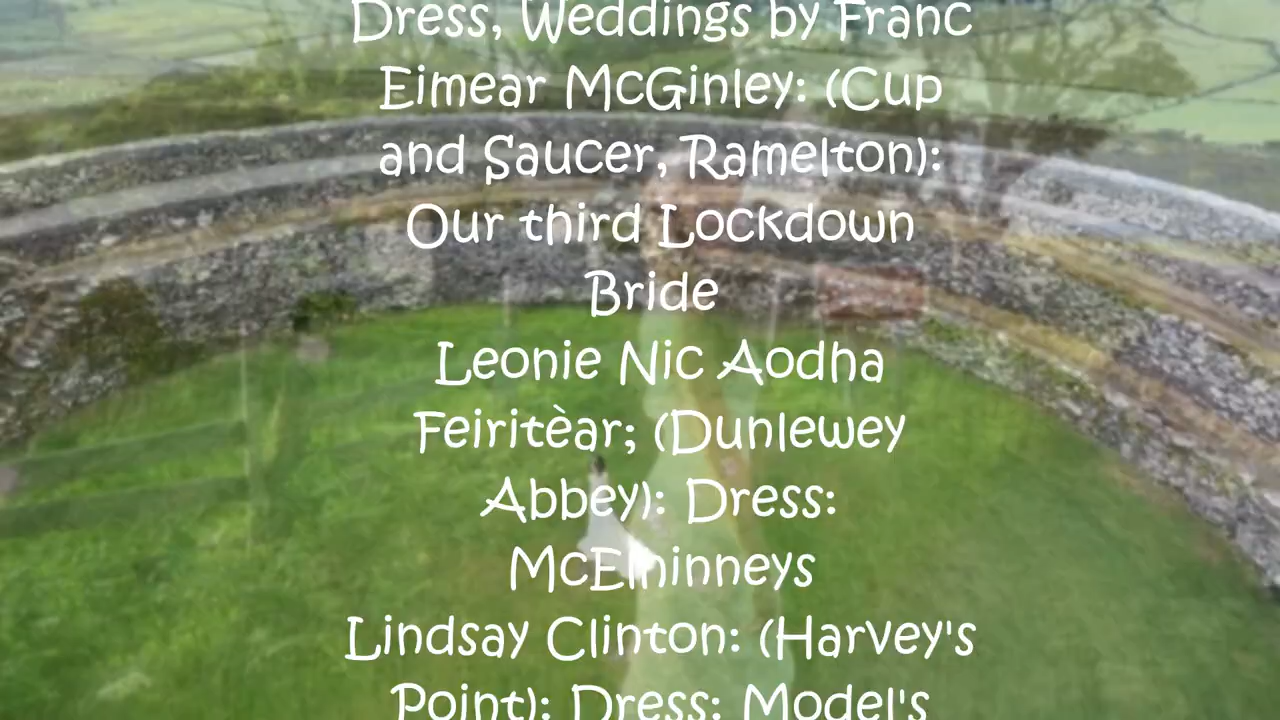 Dress, Weddings by Franc
Eimear McGinley: (Cup
and Saucer, Ramelton):
Our third Lockdown
Bride
Leonie Nic Aodha
Feiritèar; (Dunlewey
Abbey): Dress:
McElhinneys
Lindsay Clinton: (Harvey's
Point): Dress: Model's